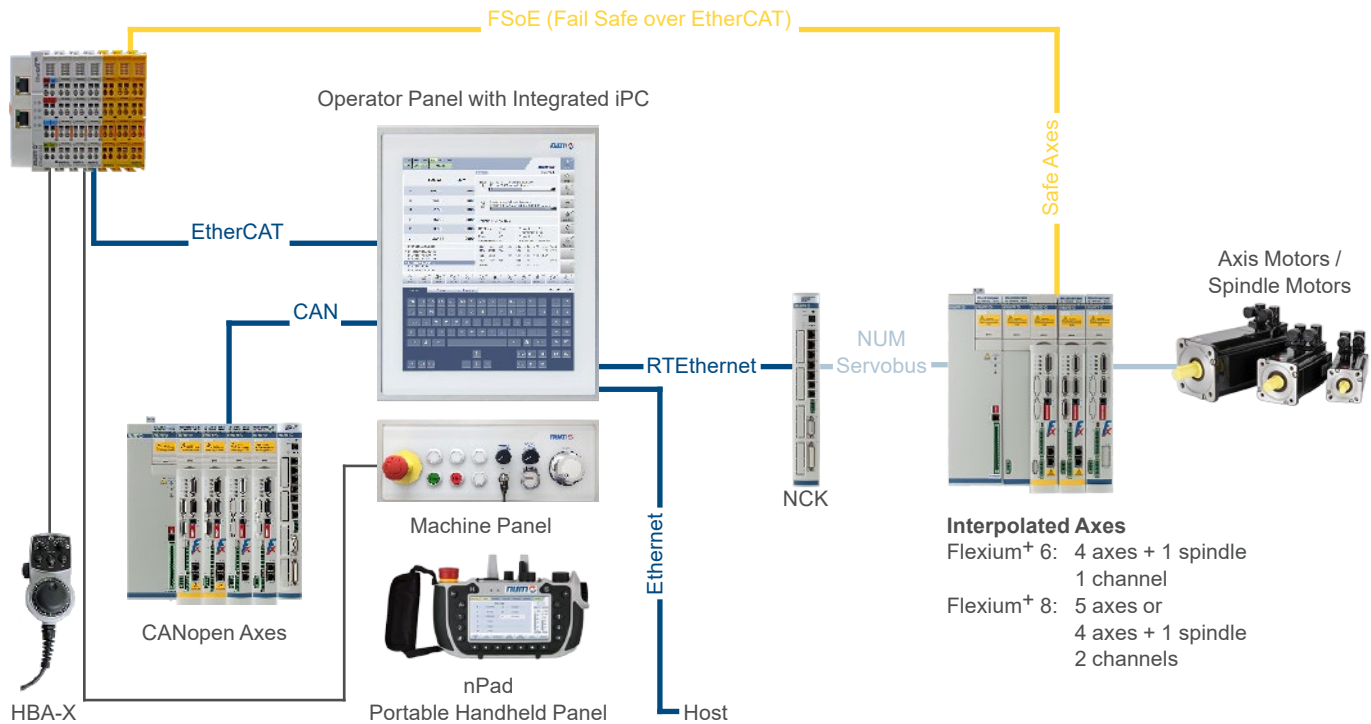 FSoE (Fail Safe over EtherCAT)
Operator Panel with Integrated iPC
Safe Axes
EtherCAT
Axis Motors /
Spindle Motors
CAN
RTEthernet
NUM
Servobus
NCK
Machine Panel
Ethernet
Interpolated Axes
Flexium+ 6: 4 axes + 1 spindle
1 channel
Flexium+ 8: 5 axes or
4 axes + 1 spindle
2 channels
CANopen Axes
num
nPad
Portable Handheld Panel
HBA-X
Host